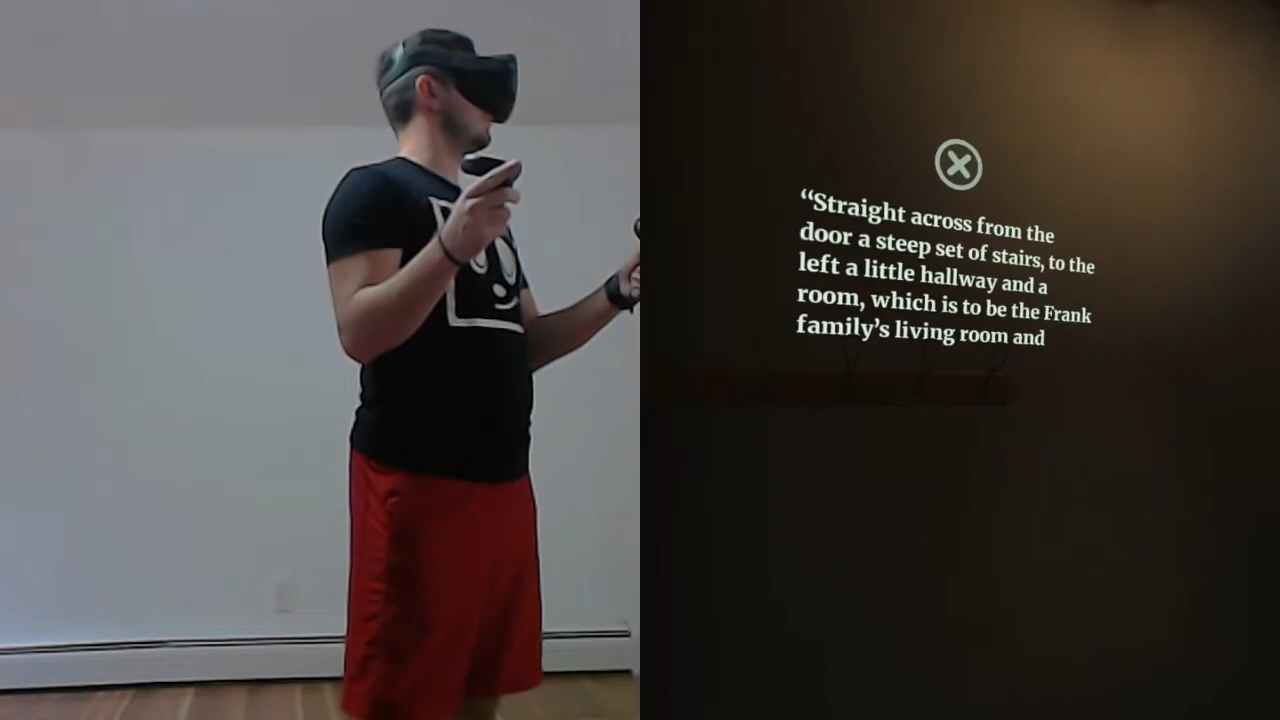 “Straight across from the
door a steep set of stairs, to the
left a little hallway and a
room, which is to be the Frank
family’s living room and